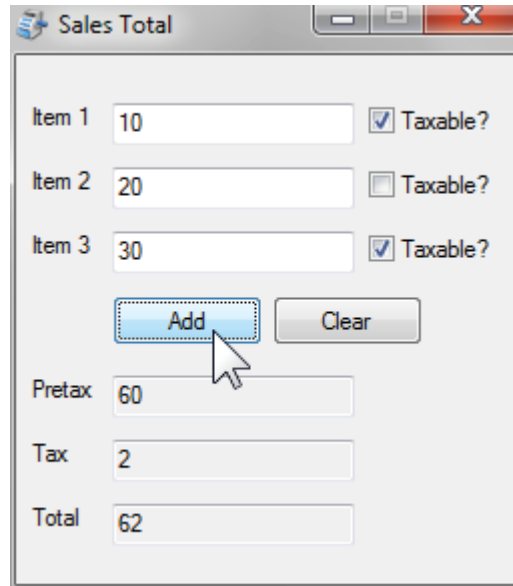 Sales Total
Item 1 10 Taxable?
Item 2 20 Taxable?
Item 3 30 Taxable?
Add Clear
Pretax 60
Tax 2
Total 62